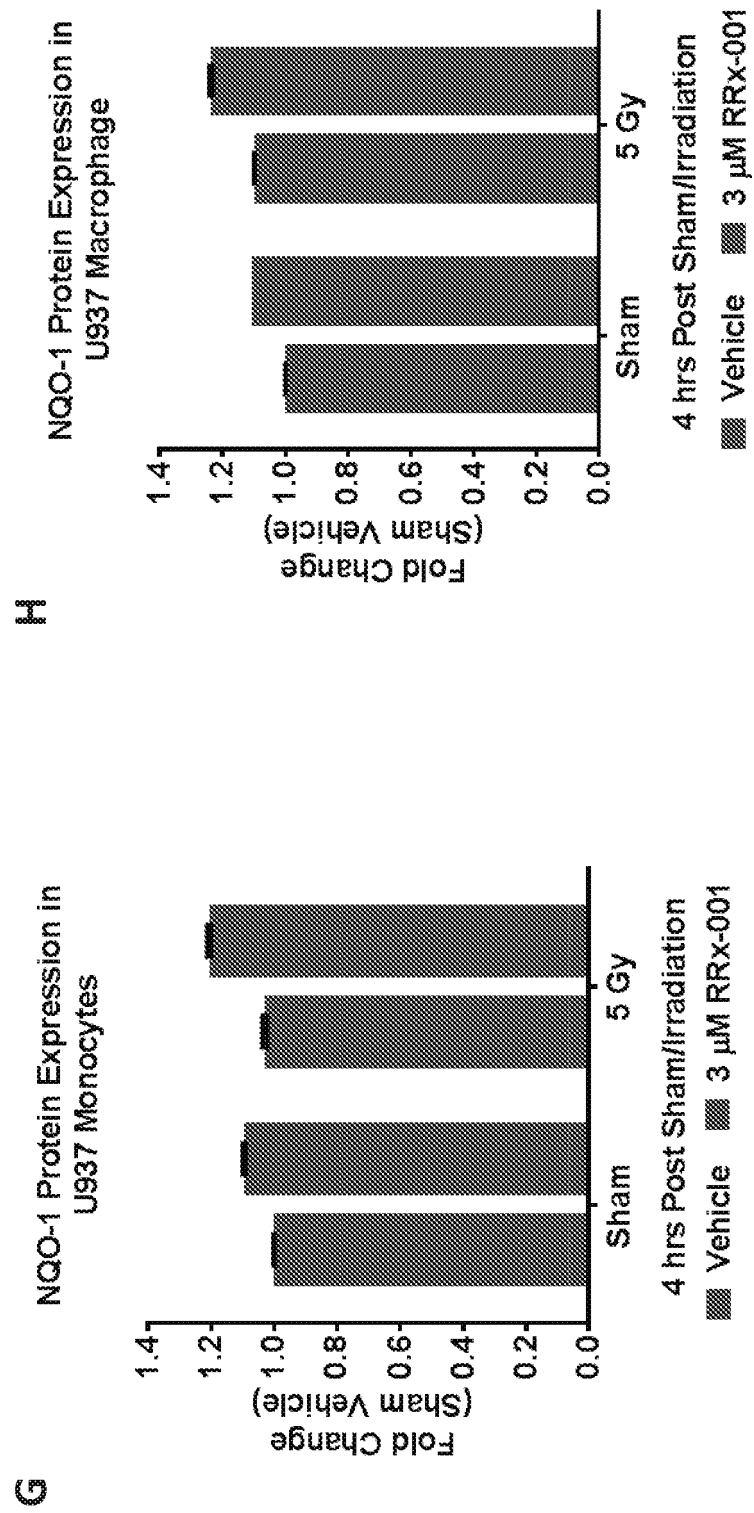 G
NQO-1 Protein Expression in
U937 Monocytes
Fold Change
(Sham Vehicle)
1.4
1.2
1.0
0.8
0.6
0.4
0.2
0.0
Sham
5 Gy
4 hrs Post Sham/Irradiation
Vehicle
3 µM RRx-001
H
NQO-1 Protein Expression in
U937 Macrophage
Fold Change
(Sham Vehicle)
1.4
1.2
1.0
0.8
0.6
0.4
0.2
0.0
Sham
5 Gy
4 hrs Post Sham/Irradiation
Vehicle
3 µM RRx-001